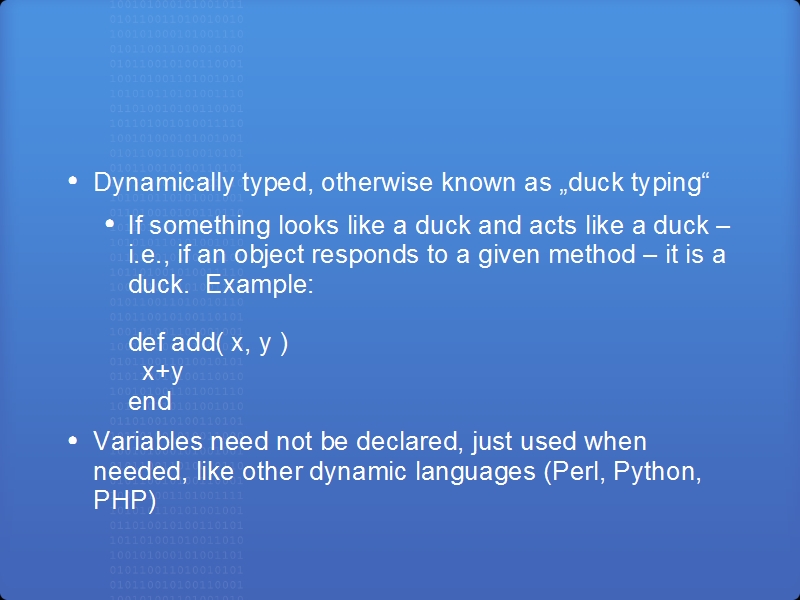 • Dynamically typed, otherwise known as „duck typing“
• If something looks like a duck and acts like a duck –
i.e., if an object responds to a given method – it is a
duck.  Example:
def add( x, y )
  x+y
end
• Variables need not be declared, just used when
needed, like other dynamic languages (Perl, Python,
PHP)